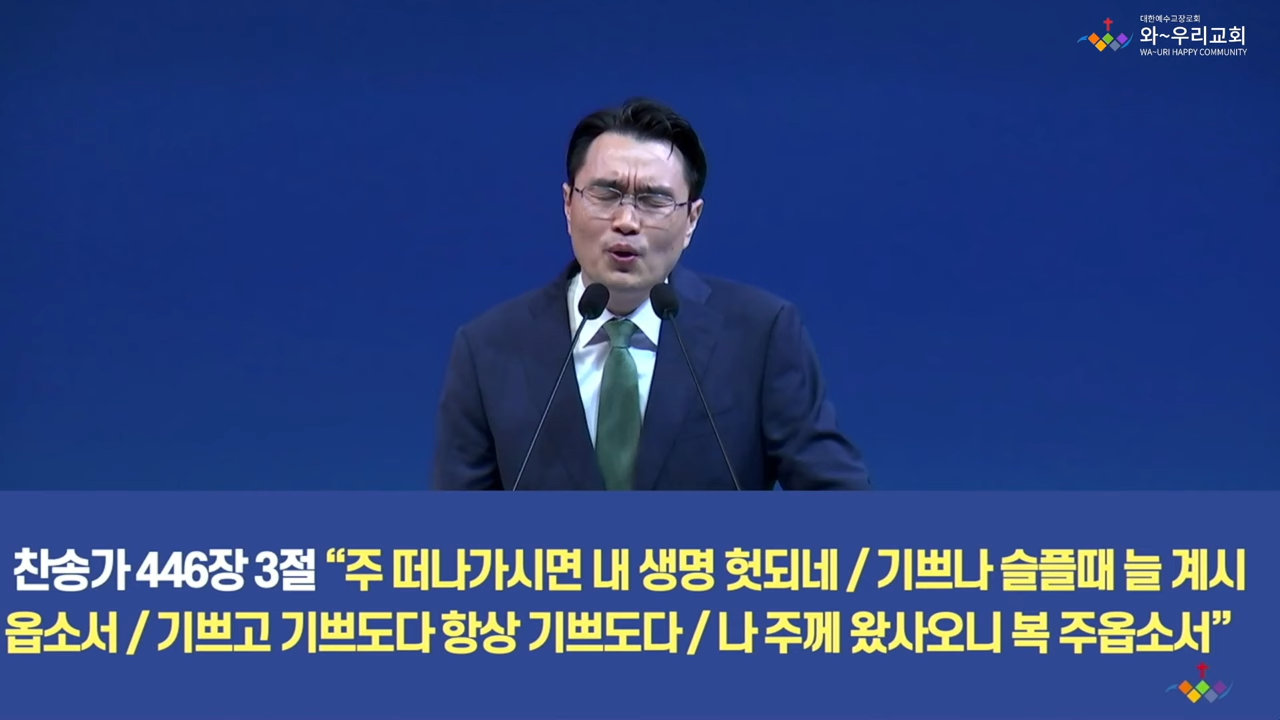 대한예수교장로회
와~우리교회
WA~URI HAPPY COMMUNITY
찬송가 446장 3절 “주 떠나가시면 내 생명 헛되네 / 기쁘나 슬플때 늘 계시
옵소서 / 기쁘고 기쁘도다 항상 기쁘도다 / 나 주께 왔사오니 복 주옵소서”